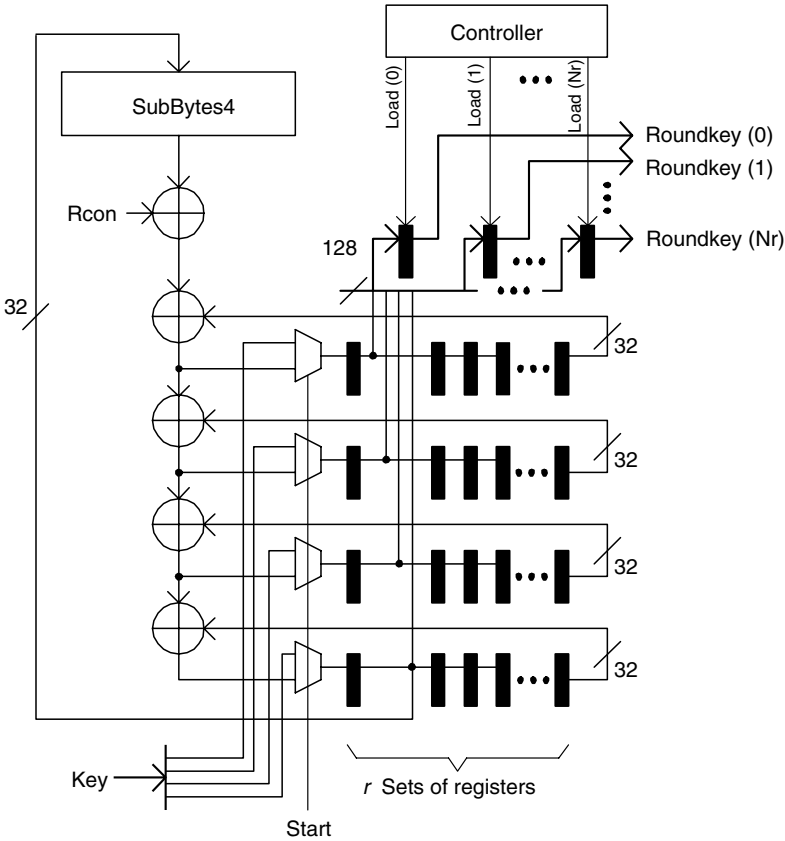 Controller
SubBytes4
Load (0)
Load (1)
Load (Nr)
Roundkey (0)
Roundkey (1)
Rcon
128
Roundkey (Nr)
32
32
32
32
32
Key
r Sets of registers
Start